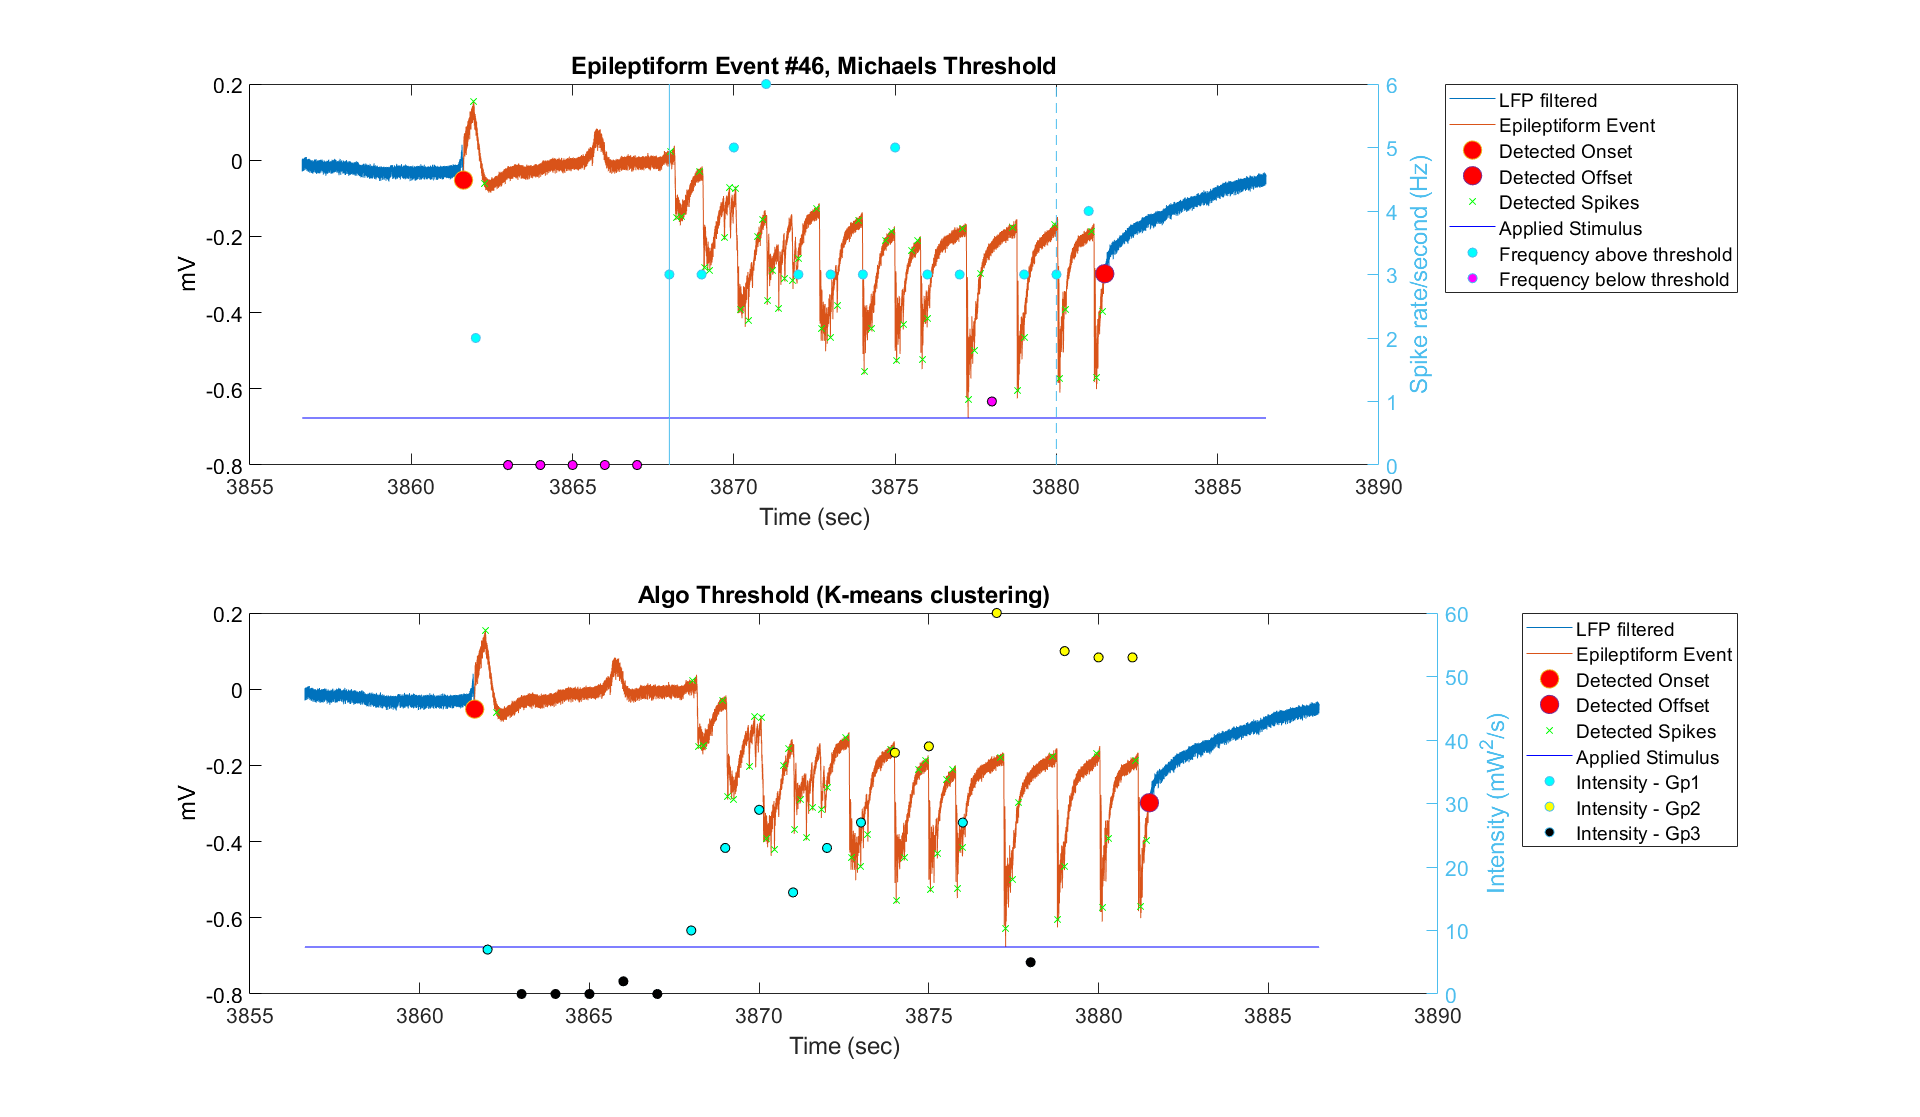 Epileptiform Event #46, Michaels Threshold
0.2
0
-0.2
-0.4
-0.6
-0.8
mV
3855
3860
3865
3870
3875
3880
3885
3890
Time (sec)
6
5
4
3
2
1
0
Spike rate/second (Hz)
LFP filtered
Epileptiform Event
Detected Onset
Detected Offset
Detected Spikes
Applied Stimulus
Frequency above threshold
Frequency below threshold
Algo Threshold (K-means clustering)
0.2
0
-0.2
-0.4
-0.6
-0.8
mV
3855
3860
3865
3870
3875
3880
3885
3890
Time (sec)
60
50
40
30
20
10
0
Intensity (mW²/s)
LFP filtered
Epileptiform Event
Detected Onset
Detected Offset
Detected Spikes
Applied Stimulus
Intensity - Gp1
Intensity - Gp2
Intensity - Gp3